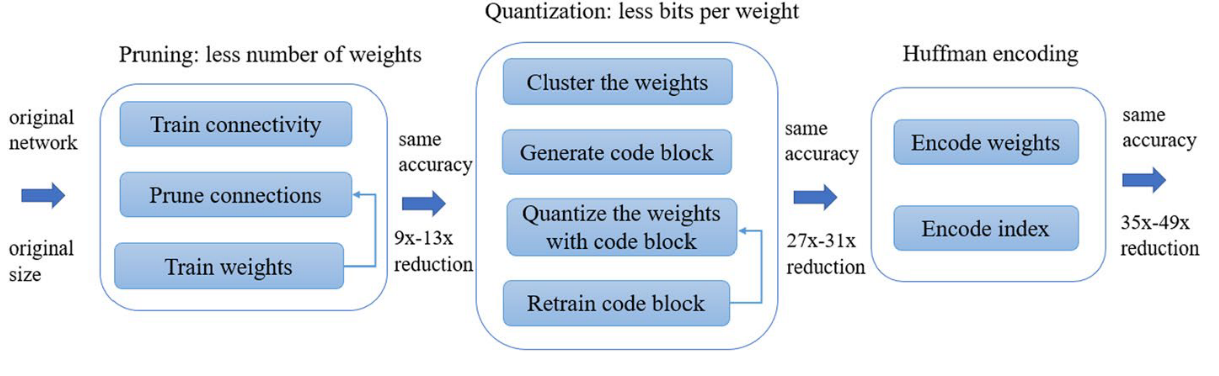 Quantization: less bits per weight
Pruning: less number of weights
Huffman encoding
original
network
original
size
Train connectivity
Prune connections
Train weights
same
accuracy
9x-13x
reduction
Cluster the weights
Generate code block
Quantize the weights
with code block
Retrain code block
same
accuracy
27x-31x
reduction
Encode weights
Encode index
same
accuracy
35x-49x
reduction